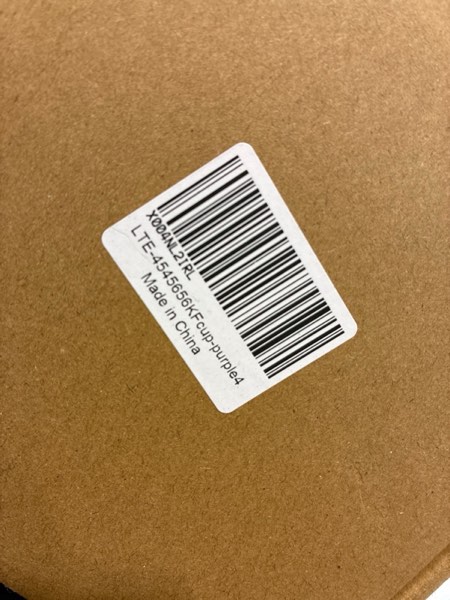 X004NL2IRL
LTE-4545656KFcup-purple4
Made in China